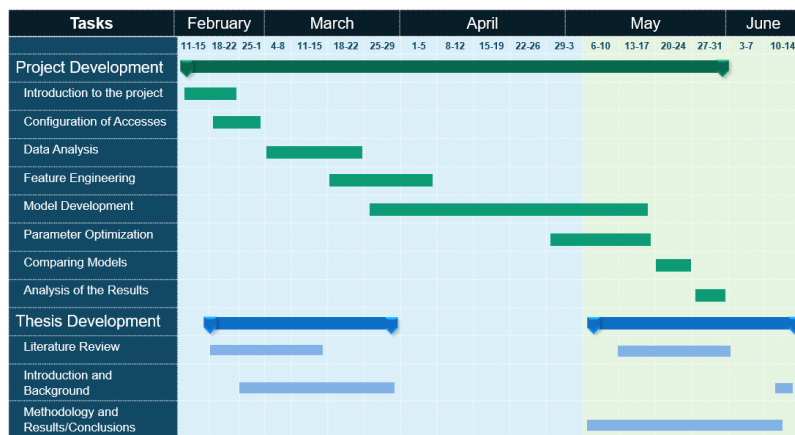 Tasks February March April May June
11-15 18-22 25-1 4-8 11-15 18-22 25-29 1-5 8-12 15-19 22-26 29-3 6-10 13-17 20-24 27-31 3-7 10-14
Project Development
Introduction to the project
Configuration of Accesses
Data Analysis
Feature Engineering
Model Development
Parameter Optimization
Comparing Models
Analysis of the Results
Thesis Development
Literature Review
Introduction and
Background
Methodology and
Results/Conclusions